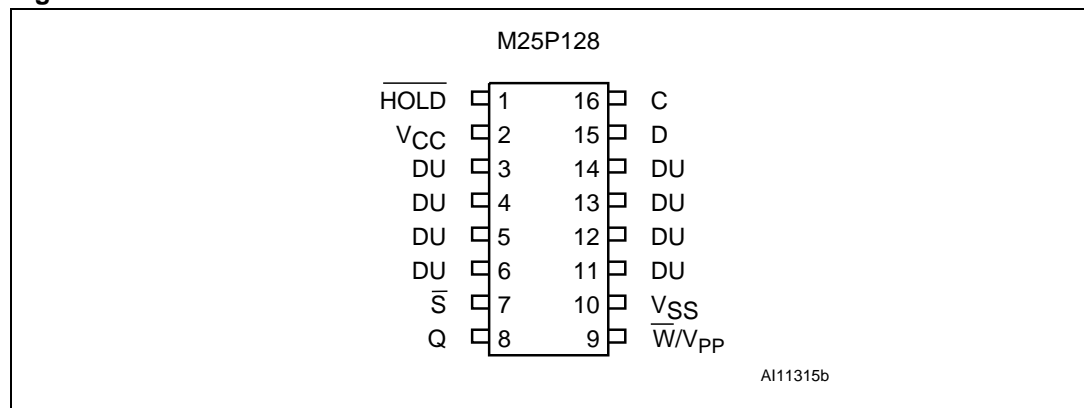 M25P128
H̅O̅L̅D̅ 1 16 C
VCC 2 15 D
DU 3 14 DU
DU 4 13 DU
DU 5 12 DU
DU 6 11 DU
S̅ 7 10 VSS
Q 8 9 W̅/VPP
AI11315b